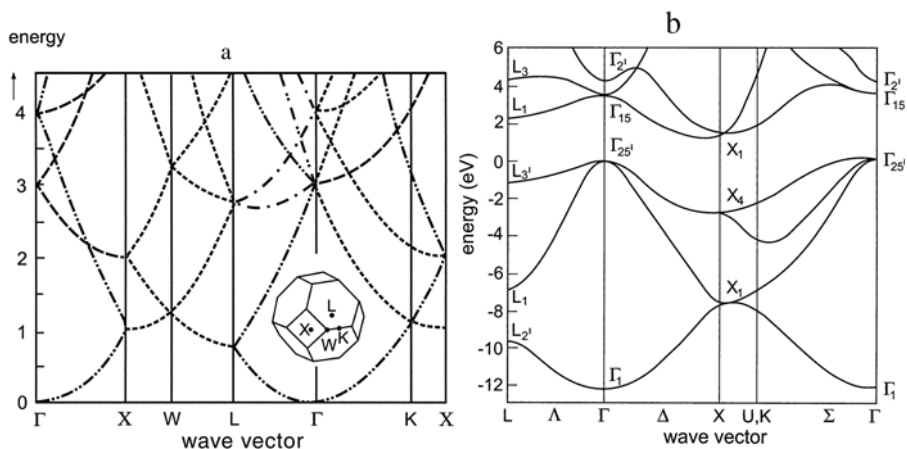 energy
a
4
3
2
1
0
L
X
K
W
Γ X W L Γ K X
wave vector
b
energy (eV)
6
4
2
0
-2
-4
-6
-8
-10
-12
L3
L1
L3'
L1
L2'
Γ2'
Γ15
Γ25'
X1
X4
X1
Γ1
Γ2'
Γ15
Γ25'
Γ1
L Λ Γ Δ X U,K Σ Γ
wave vector